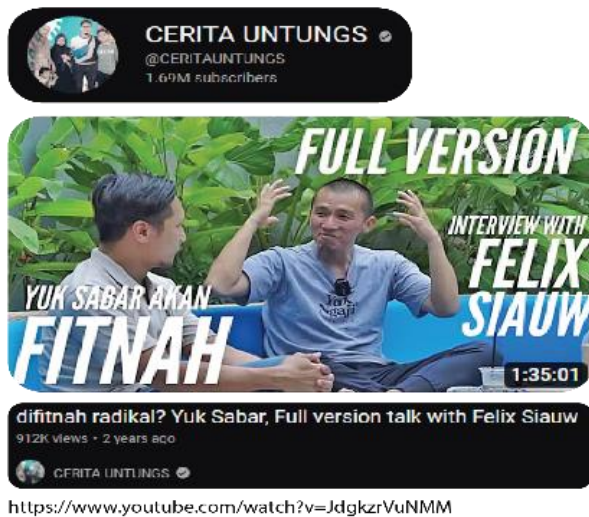 CERITA UNTUNGS
@CERITAUNTUNGS
1.69M subscribers
FULL VERSION
INTERVIEW WITH
FELIX
SIAUW
YUK SABAR AKAN
FITNAH
Yuk
ngaji
1:35:01
difitnah radikal? Yuk Sabar, Full version talk with Felix Siauw
912K views • 2 years ago
CERITA UNTUNGS
https://www.youtube.com/watch?v=JdgkzrVuNMM